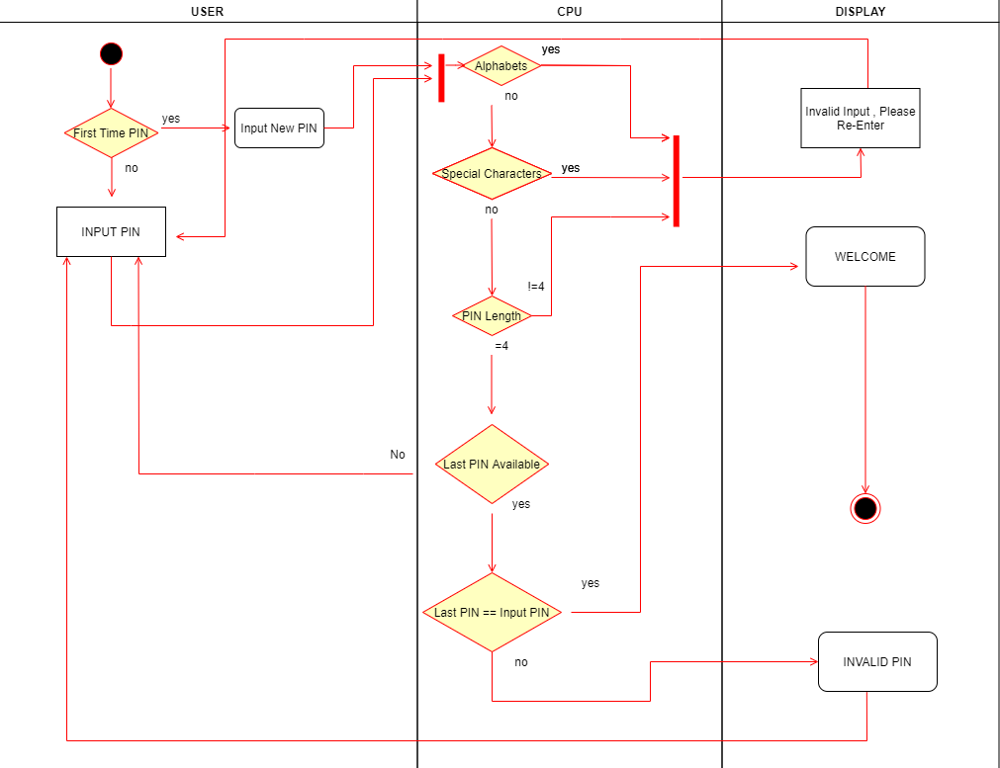 USER
CPU
DISPLAY
yes
Alphabets
no
Invalid Input , Please
Re-Enter
First Time PIN
yes
Input New PIN
no
Special Characters
yes
no
INPUT PIN
WELCOME
!=4
PIN Length
=4
No
Last PIN Available
yes
yes
Last PIN == Input PIN
no
INVALID PIN